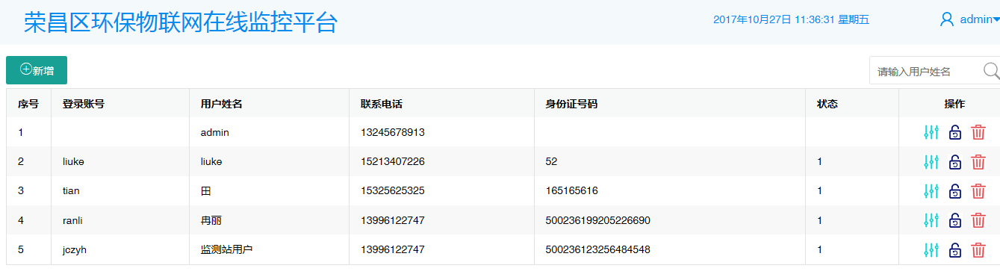 荣昌区环保物联网在线监控平台 2017年10月27日 11:36:31 星期五 admin
新增 请输入用户姓名
序号 登录账号 用户姓名 联系电话 身份证号码 状态 操作
1 admin 13245678913
2 liuke liuke 15213407226 52 1
3 tian 田 15325625325 165165616 1
4 ranli 冉丽 13996122747 500236199205226690 1
5 jczyh 监测站用户 13996122747 500236123256484548 1